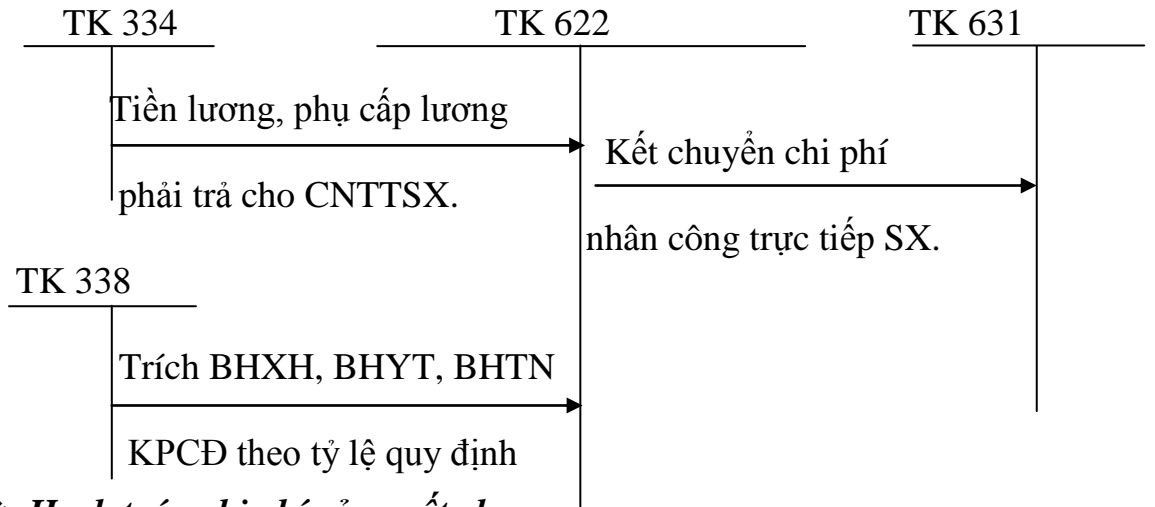 TK 334
TK 622
TK 631
Tiền lương, phụ cấp lương
phải trả cho CNTTSX.
Kết chuyển chi phí
nhân công trực tiếp SX.
TK 338
Trích BHXH, BHYT, BHTN
KPCĐ theo tỷ lệ quy định